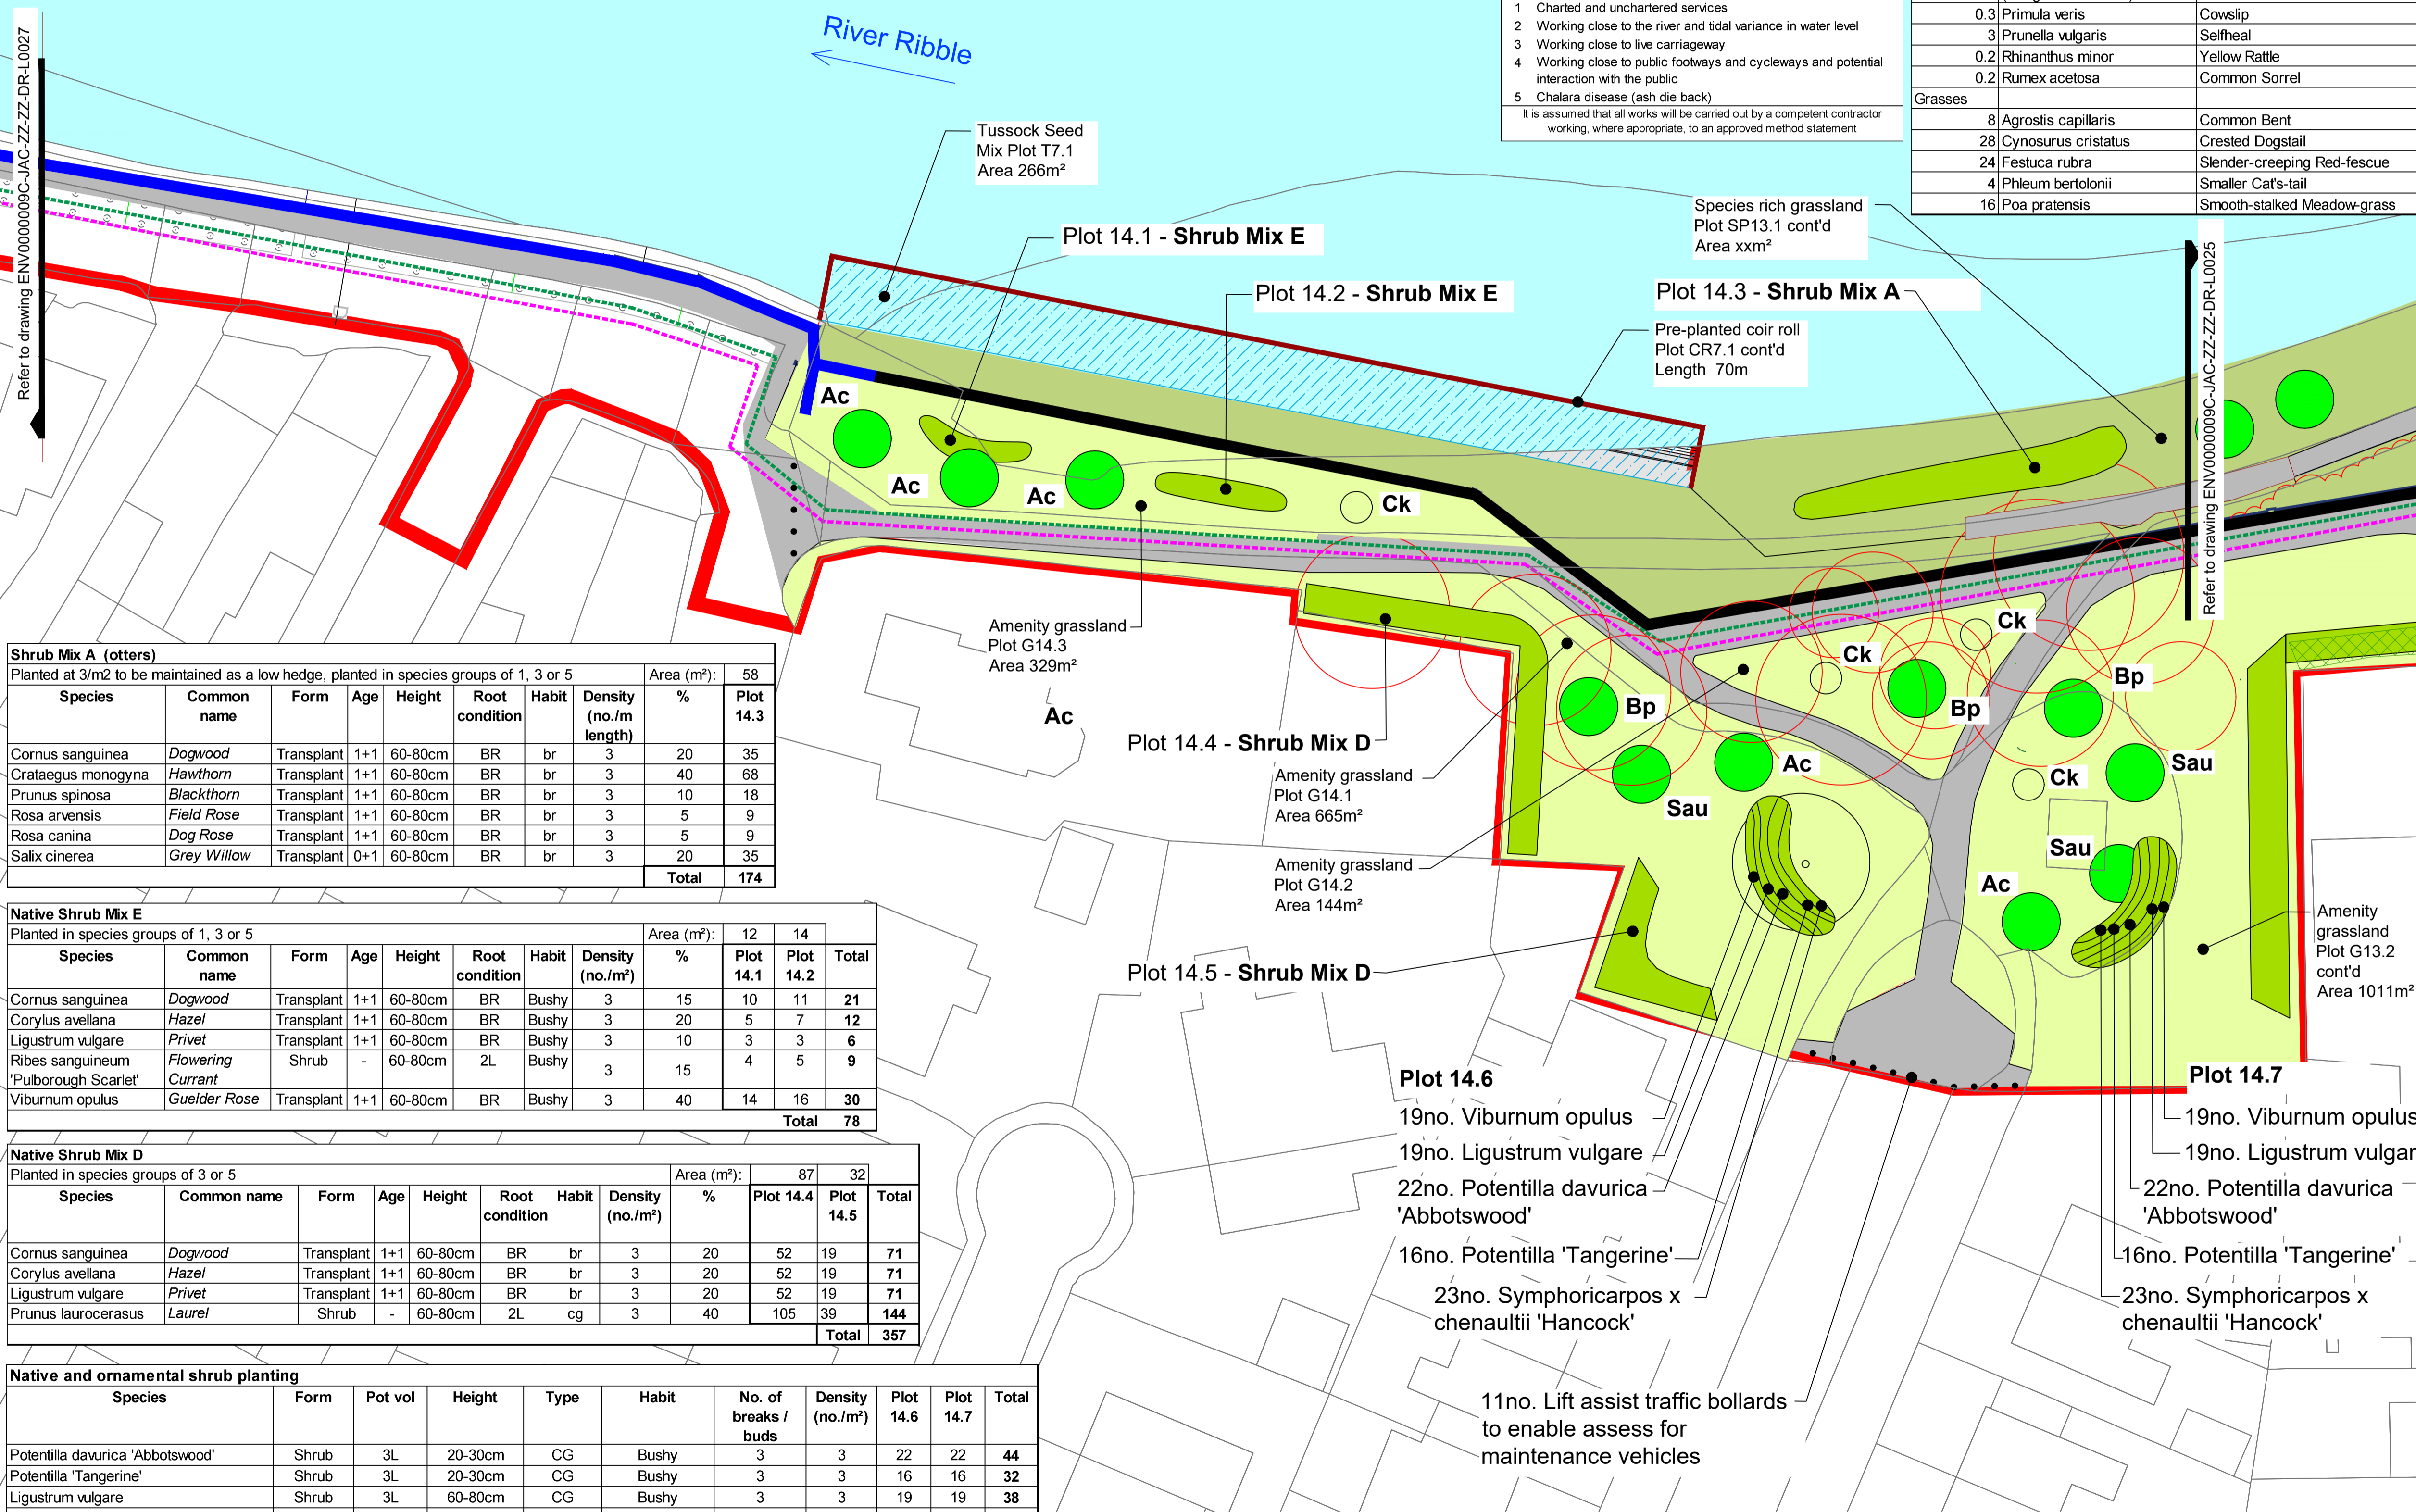 River Ribble
Refer to drawing ENV0000009C-JAC-ZZ-ZZ-DR-L0027
1 Charted and unchartered services
2 Working close to the river and tidal variance in water level
3 Working close to live carriageway
4 Working close to public footways and cycleways and potential
interaction with the public
5 Chalara disease (ash die back)
It is assumed that all works will be carried out by a competent contractor
working, where appropriate, to an approved method statement
0.3 Primula veris Cowslip
3 Prunella vulgaris Selfheal
0.2 Rhinanthus minor Yellow Rattle
0.2 Rumex acetosa Common Sorrel
Grasses
8 Agrostis capillaris Common Bent
28 Cynosurus cristatus Crested Dogstail
24 Festuca rubra Slender-creeping Red-fescue
4 Phleum bertolonii Smaller Cat's-tail
16 Poa pratensis Smooth-stalked Meadow-grass
Tussock Seed
Mix Plot T7.1
Area 266m²
Plot 14.1 - Shrub Mix E
Plot 14.2 - Shrub Mix E
Species rich grassland
Plot SP13.1 cont'd
Area xxm²
Plot 14.3 - Shrub Mix A
Pre-planted coir roll
Plot CR7.1 cont'd
Length 70m
Refer to drawing ENV0000009C-JAC-ZZ-ZZ-DR-L0025
Ac
Ac
Ac
Ck
Amenity grassland
Plot G14.3
Area 329m²
Ac
Ck
Ck
Bp
Bp
Bp
Plot 14.4 - Shrub Mix D
Amenity grassland
Plot G14.1
Area 665m²
Ac
Sau
Ck
Sau
Sau
Amenity grassland
Plot G14.2
Area 144m²
Ac
Plot 14.5 - Shrub Mix D
Amenity
grassland
Plot G13.2
cont'd
Area 1011m²
Plot 14.6
19no. Viburnum opulus
19no. Ligustrum vulgare
22no. Potentilla davurica
'Abbotswood'
16no. Potentilla 'Tangerine'
23no. Symphoricarpos x
chenaultii 'Hancock'
Plot 14.7
19no. Viburnum opulus
19no. Ligustrum vulgar
22no. Potentilla davurica
'Abbotswood'
16no. Potentilla 'Tangerine'
23no. Symphoricarpos x
chenaultii 'Hancock'
11no. Lift assist traffic bollards
to enable assess for
maintenance vehicles
Shrub Mix A (otters)
Planted at 3/m2 to be maintained as a low hedge, planted in species groups of 1, 3 or 5 Area (m²): 58
Species Common Form Age Height Root Habit Density % Plot
name condition (no./m 14.3
length)
Cornus sanguinea Dogwood Transplant 1+1 60-80cm BR br 3 20 35
Crataegus monogyna Hawthorn Transplant 1+1 60-80cm BR br 3 40 68
Prunus spinosa Blackthorn Transplant 1+1 60-80cm BR br 3 10 18
Rosa arvensis Field Rose Transplant 1+1 60-80cm BR br 3 5 9
Rosa canina Dog Rose Transplant 1+1 60-80cm BR br 3 5 9
Salix cinerea Grey Willow Transplant 0+1 60-80cm BR br 3 20 35
Total 174
Native Shrub Mix E
Planted in species groups of 1, 3 or 5 Area (m²): 12 14
Species Common Form Age Height Root Habit Density % Plot Plot Total
name condition (no./m²) 14.1 14.2
Cornus sanguinea Dogwood Transplant 1+1 60-80cm BR Bushy 3 15 10 11 21
Corylus avellana Hazel Transplant 1+1 60-80cm BR Bushy 3 20 5 7 12
Ligustrum vulgare Privet Transplant 1+1 60-80cm BR Bushy 3 10 3 3 6
Ribes sanguineum Flowering Shrub - 60-80cm 2L Bushy 3 15 4 5 9
'Pulborough Scarlet' Currant
Viburnum opulus Guelder Rose Transplant 1+1 60-80cm BR Bushy 3 40 14 16 30
Total 78
Native Shrub Mix D
Planted in species groups of 3 or 5 Area (m²): 87 32
Species Common name Form Age Height Root Habit Density % Plot 14.4 Plot Total
condition (no./m²) 14.5
Cornus sanguinea Dogwood Transplant 1+1 60-80cm BR br 3 20 52 19 71
Corylus avellana Hazel Transplant 1+1 60-80cm BR br 3 20 52 19 71
Ligustrum vulgare Privet Transplant 1+1 60-80cm BR br 3 20 52 19 71
Prunus laurocerasus Laurel Shrub - 60-80cm 2L cg 3 40 105 39 144
Total 357
Native and ornamental shrub planting
Species Form Pot vol Height Type Habit No. of Density Plot Plot Total
breaks / (no./m²) 14.6 14.7
buds
Potentilla davurica 'Abbotswood' Shrub 3L 20-30cm CG Bushy 3 3 22 22 44
Potentilla 'Tangerine' Shrub 3L 20-30cm CG Bushy 3 3 16 16 32
Ligustrum vulgare Shrub 3L 60-80cm CG Bushy 3 3 19 19 38